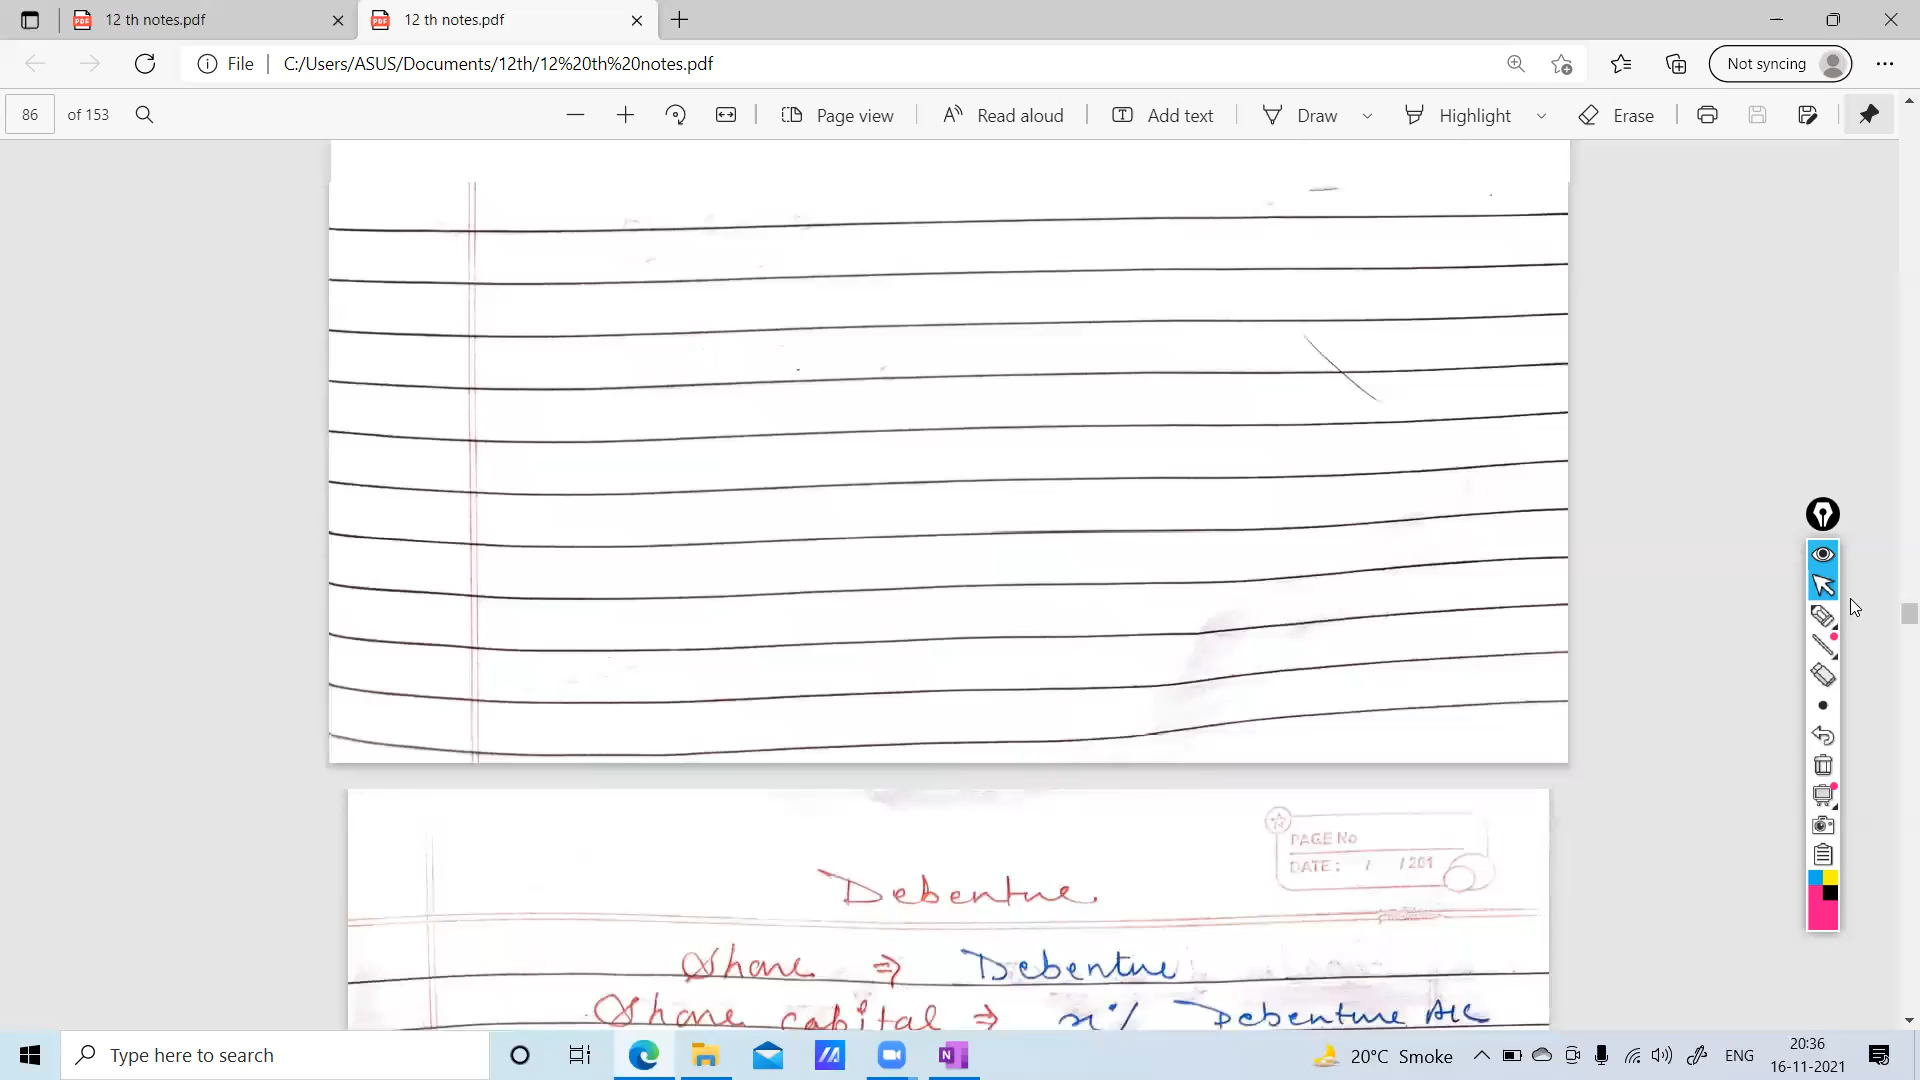 12 th notes.pdf
12 th notes.pdf
File
C:/Users/ASUS/Documents/12th/12%20th%20notes.pdf
Not syncing
86 of 153
Page view
Read aloud
Add text
Draw
Highlight
Erase
PAGE No
DATE: / /201
Debenture.
Share ⇒ Debenture
Share capital ⇒ x% Debenture A/c
Type here to search
20°C Smoke
ENG
20:36
16-11-2021